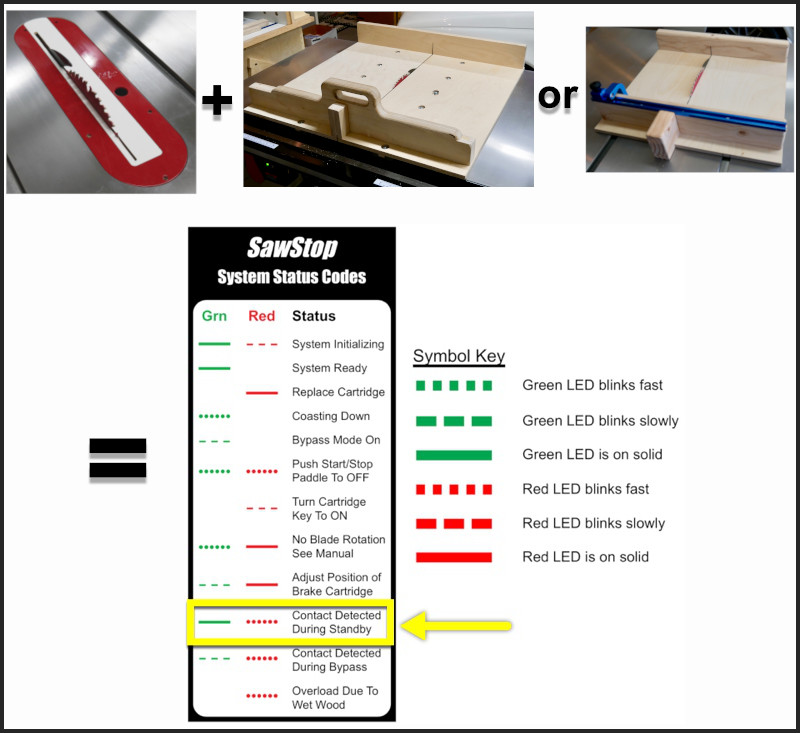 +
or
SawStop
System Status Codes
Grn Red Status
System Initializing
System Ready
Replace Cartridge
Coasting Down
Bypass Mode On
Push Start/Stop
Paddle To OFF
Turn Cartridge
Key To ON
No Blade Rotation
See Manual
Adjust Position of
Brake Cartridge
Contact Detected
During Standby
Contact Detected
During Bypass
Overload Due To
Wet Wood
=
Symbol Key
Green LED blinks fast
Green LED blinks slowly
Green LED is on solid
Red LED blinks fast
Red LED blinks slowly
Red LED is on solid